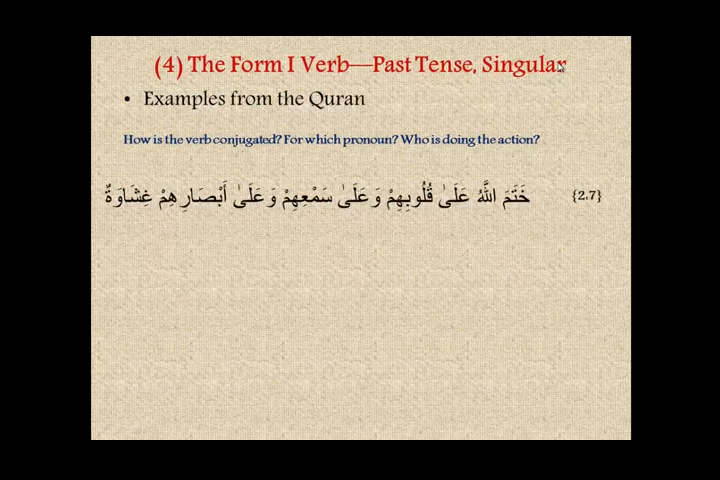 (4) The Form I Verb—Past Tense, Singular
• Examples from the Quran
How is the verb conjugated? For which pronoun? Who is doing the action?
خَتَمَ اللَّهُ عَلَىٰ قُلُوبِهِمْ وَعَلَىٰ سَمْعِهِمْ وَعَلَىٰ أَبْصَارِهِمْ غِشَاوَةٌ {2,7}